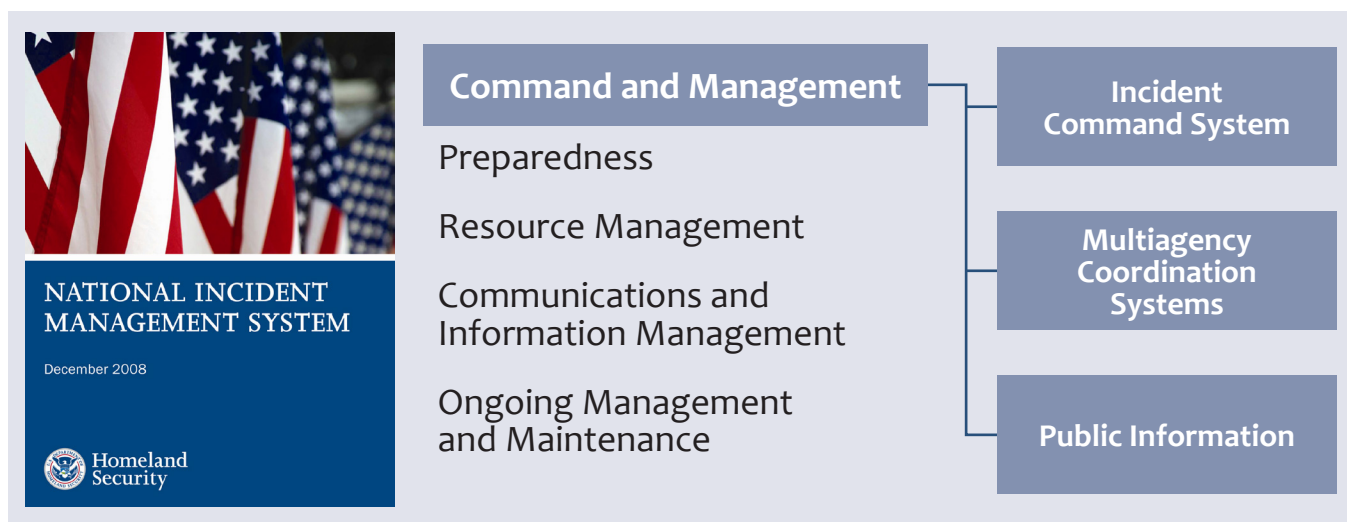 NATIONAL INCIDENT
MANAGEMENT SYSTEM
December 2008
Homeland
Security
Command and Management
Preparedness
Resource Management
Communications and
Information Management
Ongoing Management
and Maintenance
Incident
Command System
Multiagency
Coordination
Systems
Public Information